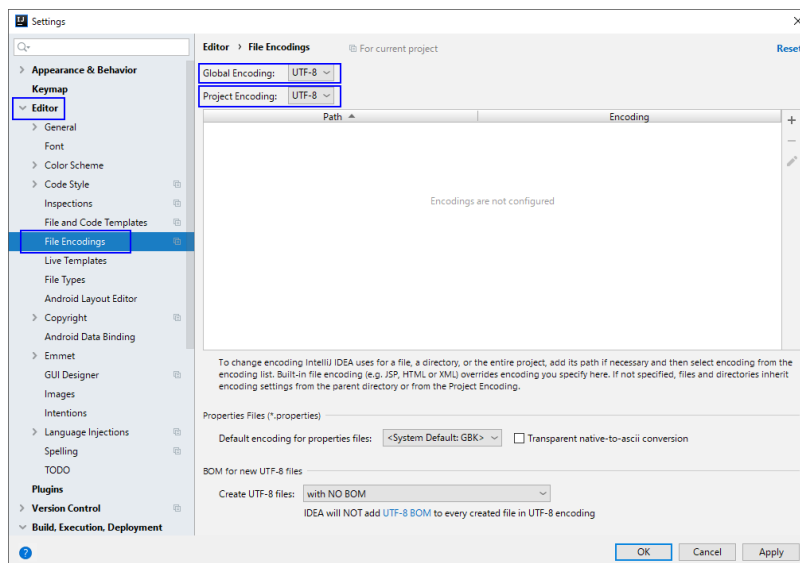 Settings
Appearance & Behavior
Keymap
Editor
General
Font
Color Scheme
Code Style
Inspections
File and Code Templates
File Encodings
Live Templates
File Types
Android Layout Editor
Copyright
Android Data Binding
Emmet
GUI Designer
Images
Intentions
Language Injections
Spelling
TODO
Plugins
Version Control
Build, Execution, Deployment
Editor > File Encodings For current project Reset
Global Encoding: UTF-8
Project Encoding: UTF-8
Path Encoding
Encodings are not configured
To change encoding IntelliJ IDEA uses for a file, a directory, or the entire project, add its path if necessary and then select encoding from the
encoding list. Built-in file encoding (e.g. JSP, HTML or XML) overrides encoding you specify here. If not specified, files and directories inherit
encoding settings from the parent directory or from the Project Encoding.
Properties Files (*.properties)
Default encoding for properties files: <System Default: GBK> Transparent native-to-ascii conversion
BOM for new UTF-8 files
Create UTF-8 files: with NO BOM
IDEA will NOT add UTF-8 BOM to every created file in UTF-8 encoding
? OK Cancel Apply